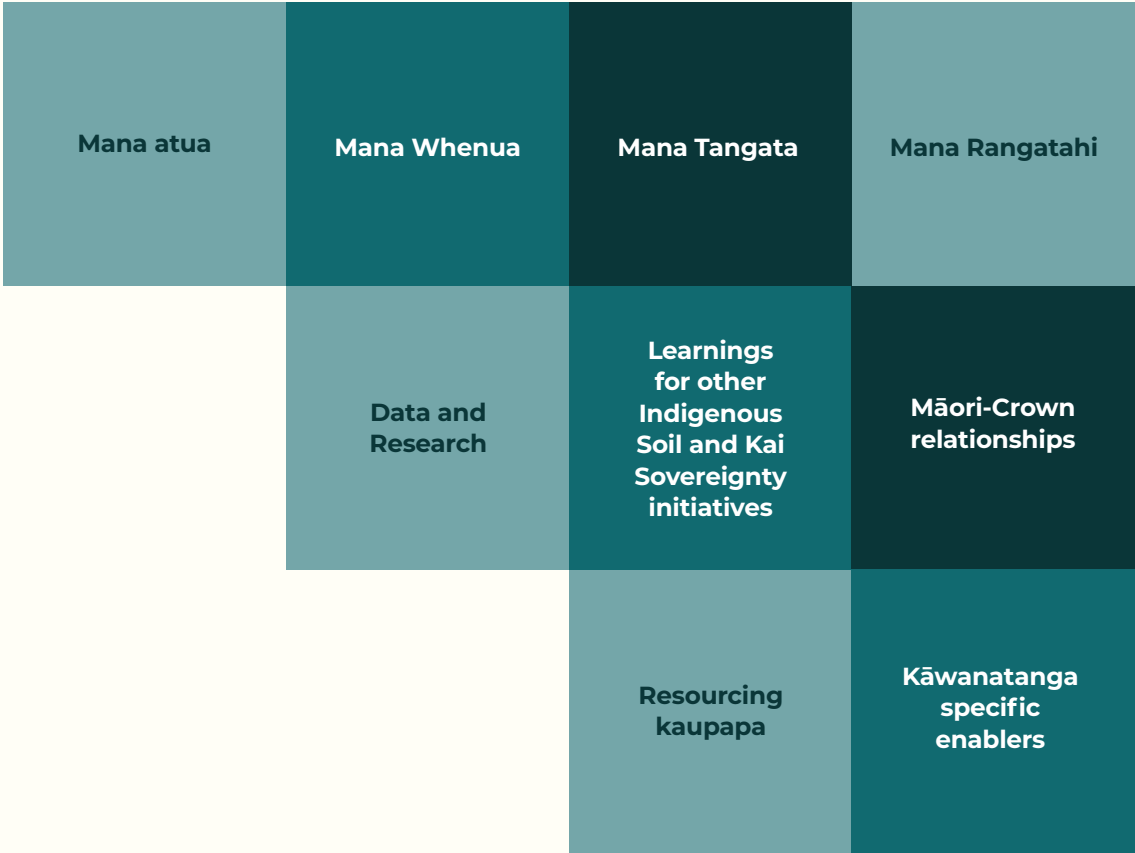 Mana atua
Mana Whenua
Mana Tangata
Mana Rangatahi
Data and
Research
Learnings
for other
Indigenous
Soil and Kai
Sovereignty
initiatives
Māori-Crown
relationships
Resourcing
kaupapa
Kāwanatanga
specific
enablers